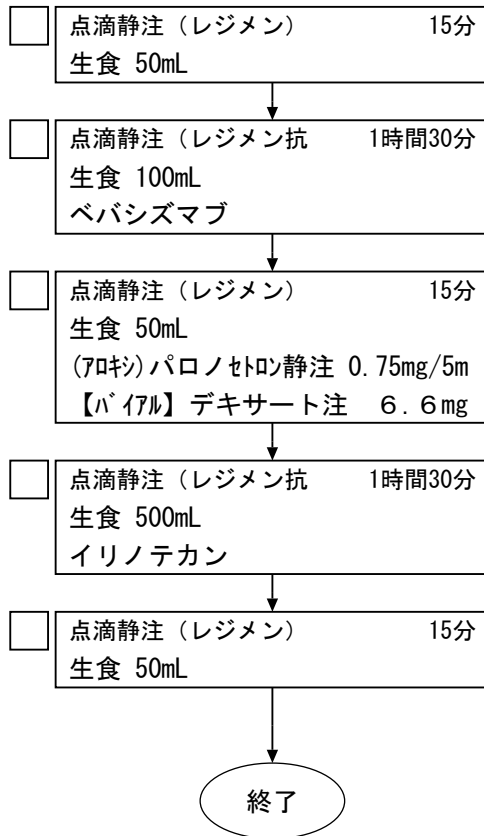 点滴静注（レジメン） 15分
生食 50mL
点滴静注（レジメン抗 1時間30分
生食 100mL
ベバシズマブ
点滴静注（レジメン） 15分
生食 50mL
(ｱﾛｷｼ)パロノｾﾄﾛﾝ静注 0.75mg/5m
【ﾊﾞｲｱﾙ】デキサート注　６.６mg
点滴静注（レジメン抗 1時間30分
生食 500mL
イリノテカン
点滴静注（レジメン） 15分
生食 50mL
終了